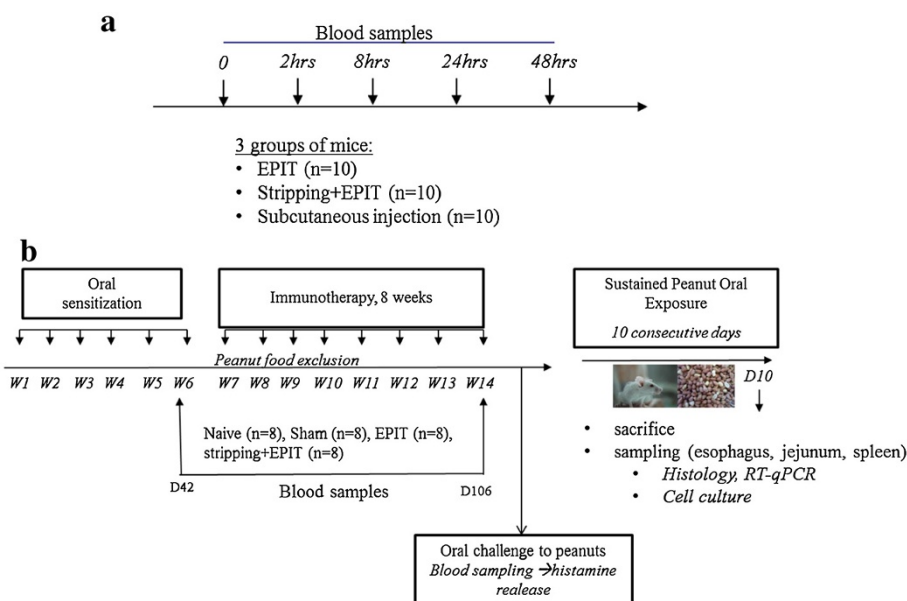 a
Blood samples
0 2hrs 8hrs 24hrs 48hrs
3 groups of mice:
• EPIT (n=10)
• Stripping+EPIT (n=10)
• Subcutaneous injection (n=10)
b
Oral
sensitization
Immunotherapy, 8 weeks
Sustained Peanut Oral
Exposure
10 consecutive days
Peanut food exclusion
W1 W2 W3 W4 W5 W6 W7 W8 W9 W10 W11 W12 W13 W14
D10
Naive (n=8), Sham (n=8), EPIT (n=8),
stripping+EPIT (n=8)
D42 Blood samples D106
• sacrifice
• sampling (esophagus, jejunum, spleen)
• Histology, RT-qPCR
• Cell culture
Oral challenge to peanuts
Blood sampling →histamine
realease